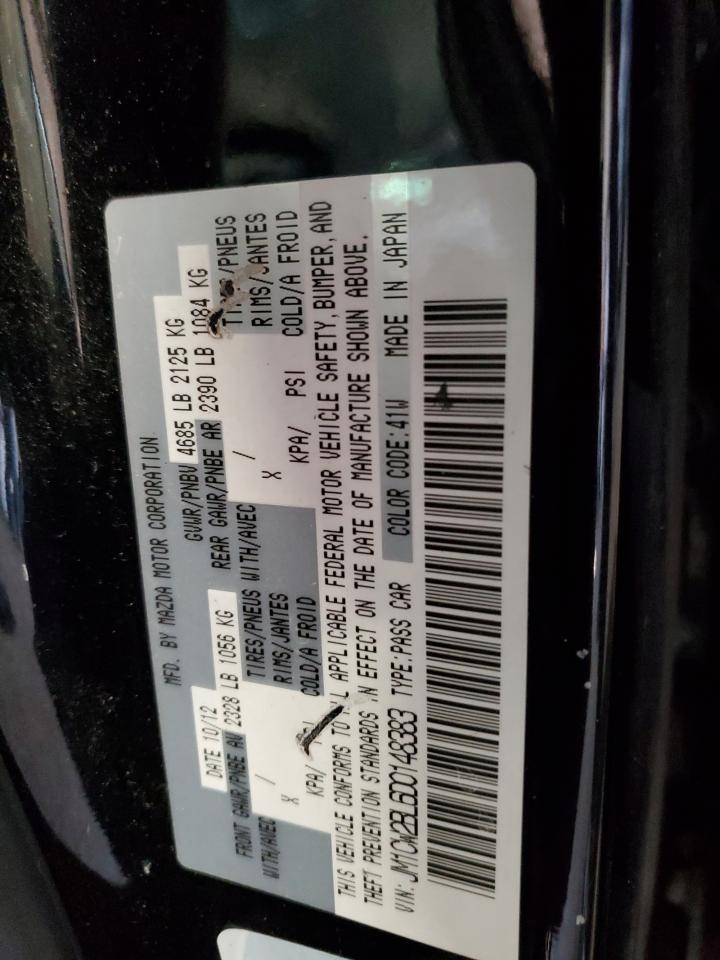 MFD. BY MAZDA MOTOR CORPORATION
DATE 10/12 GVWR/PNBV 4685 LB 2125 KG
FRONT GAWR/PNBE AV 2328 LB 1056 KG REAR GAWR/PNBE AR 2390 LB 1084 KG
WITH/AVEC / TIRES/PNEUS WITH/AVEC / TIRES/PNEUS
X RIMS/JANTES X RIMS/JANTES
KPA/ COLD/A FROID KPA/ PSI COLD/A FROID
THIS VEHICLE CONFORMS TO ALL APPLICABLE FEDERAL MOTOR VEHICLE SAFETY, BUMPER, AND
THEFT PREVENTION STANDARDS IN EFFECT ON THE DATE OF MANUFACTURE SHOWN ABOVE.
VIN: JM1CW2BL6D0148383 TYPE:PASS CAR COLOR CODE:41W MADE IN JAPAN